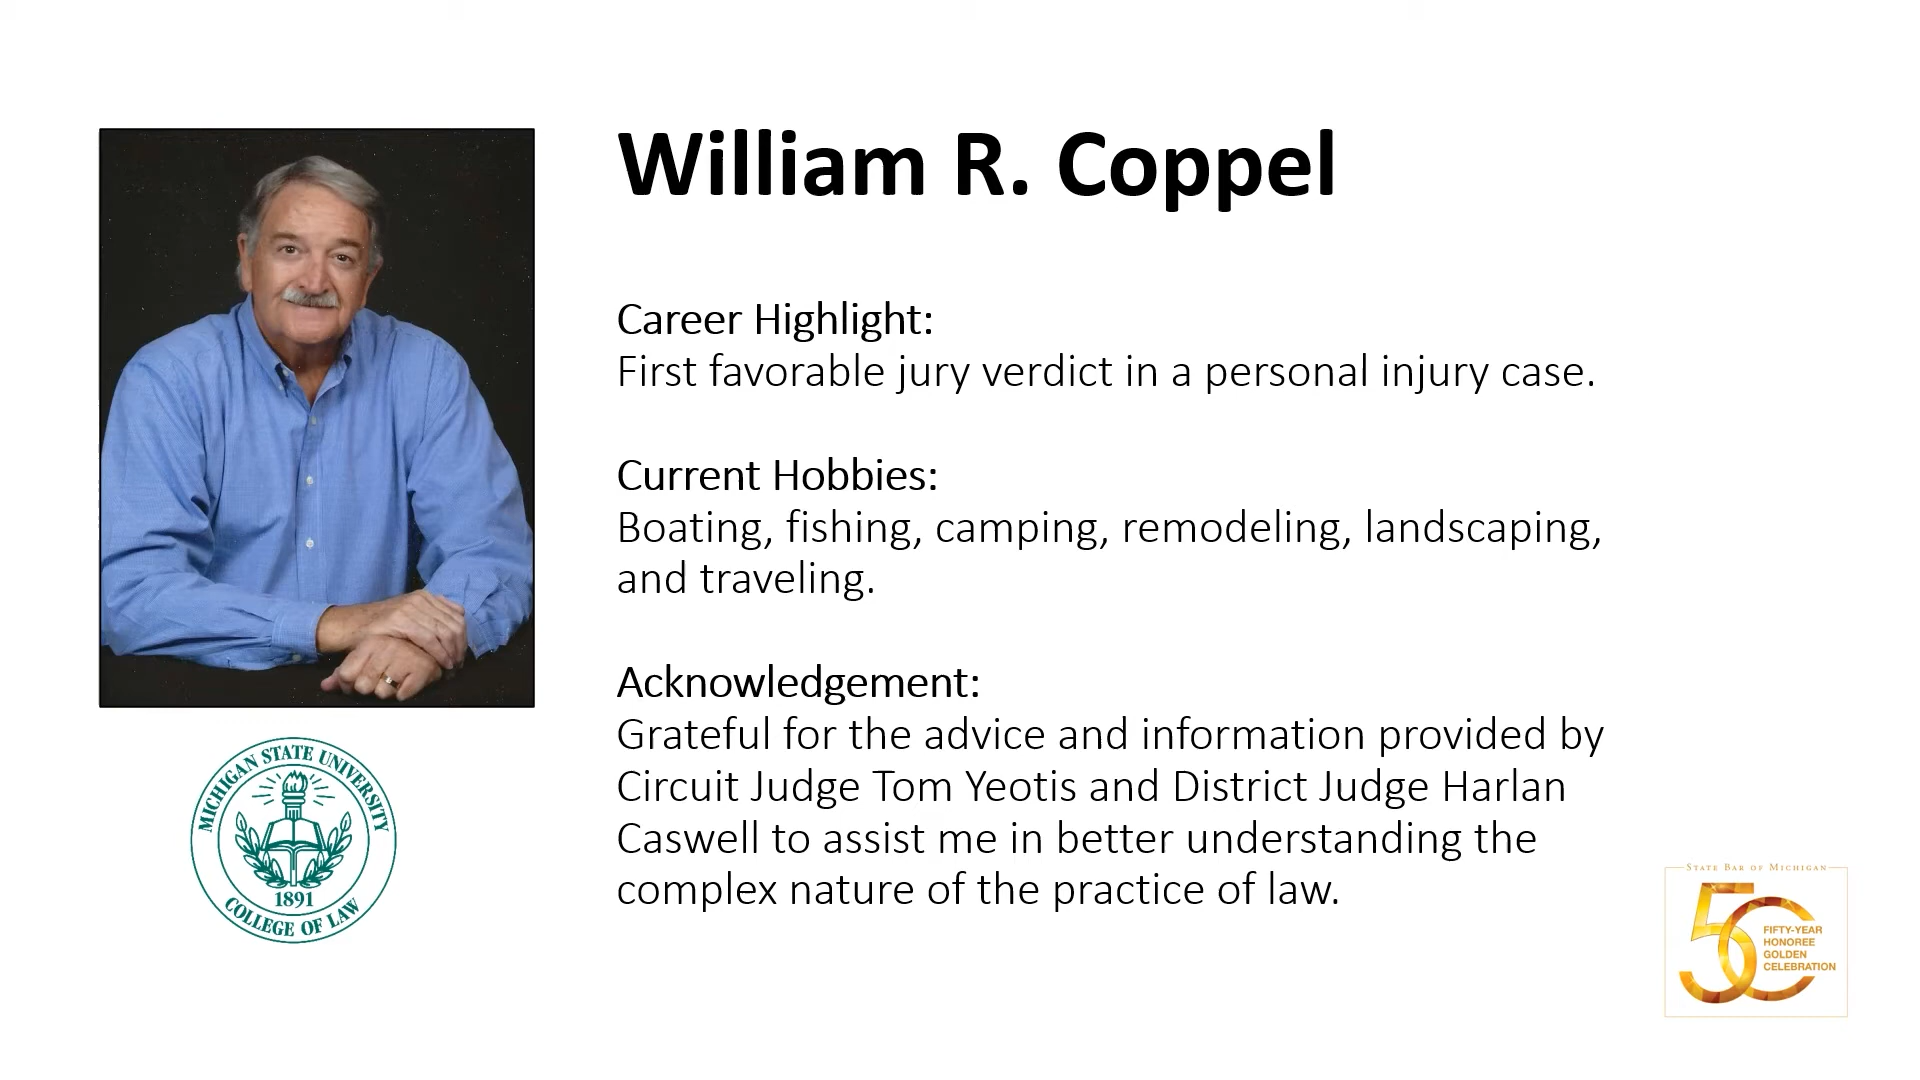 William R. Coppel
Career Highlight:
First favorable jury verdict in a personal injury case.
Current Hobbies:
Boating, fishing, camping, remodeling, landscaping,
and traveling.
Acknowledgement:
Grateful for the advice and information provided by
Circuit Judge Tom Yeotis and District Judge Harlan
Caswell to assist me in better understanding the
complex nature of the practice of law.
MICHIGAN STATE UNIVERSITY
1891
COLLEGE OF LAW
STATE BAR OF MICHIGAN
50
FIFTY-YEAR
HONOREE
GOLDEN
CELEBRATION